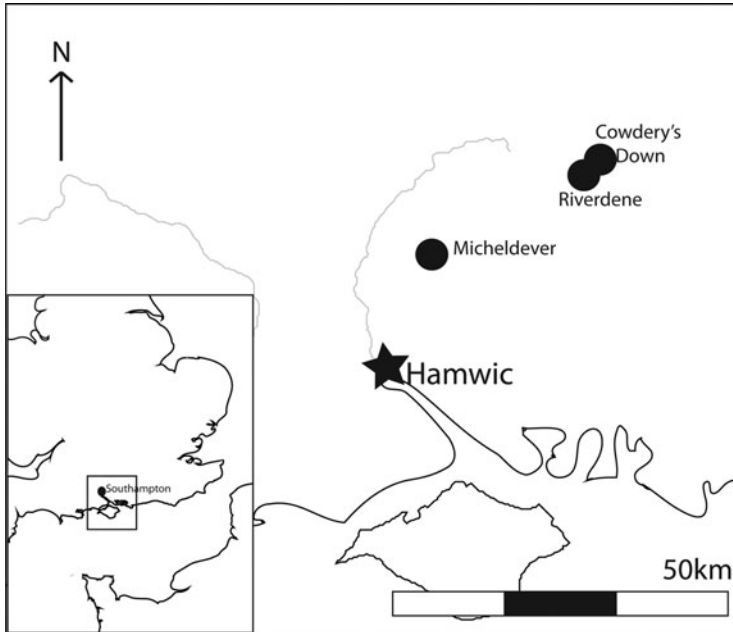 N
Cowdery's
Down
Riverdene
Micheldever
Hamwic
Southampton
50km